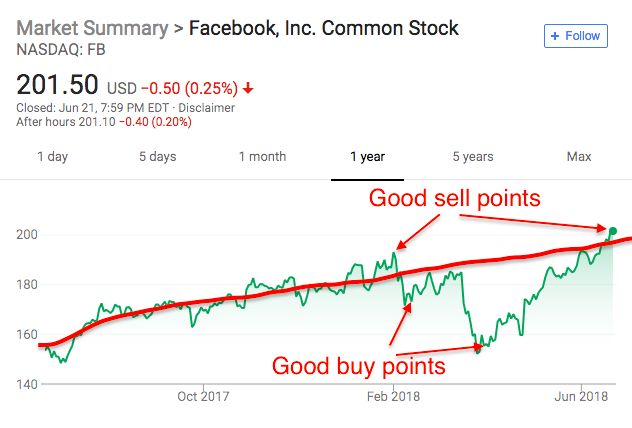 Market Summary > Facebook, Inc. Common Stock
NASDAQ: FB
+ Follow
201.50 USD −0.50 (0.25%)
Closed: Jun 21, 7:59 PM EDT · Disclaimer
After hours 201.10 −0.40 (0.20%)
1 day 5 days 1 month 1 year 5 years Max
Good sell points
200
180
160
Good buy points
140
Oct 2017 Feb 2018 Jun 2018